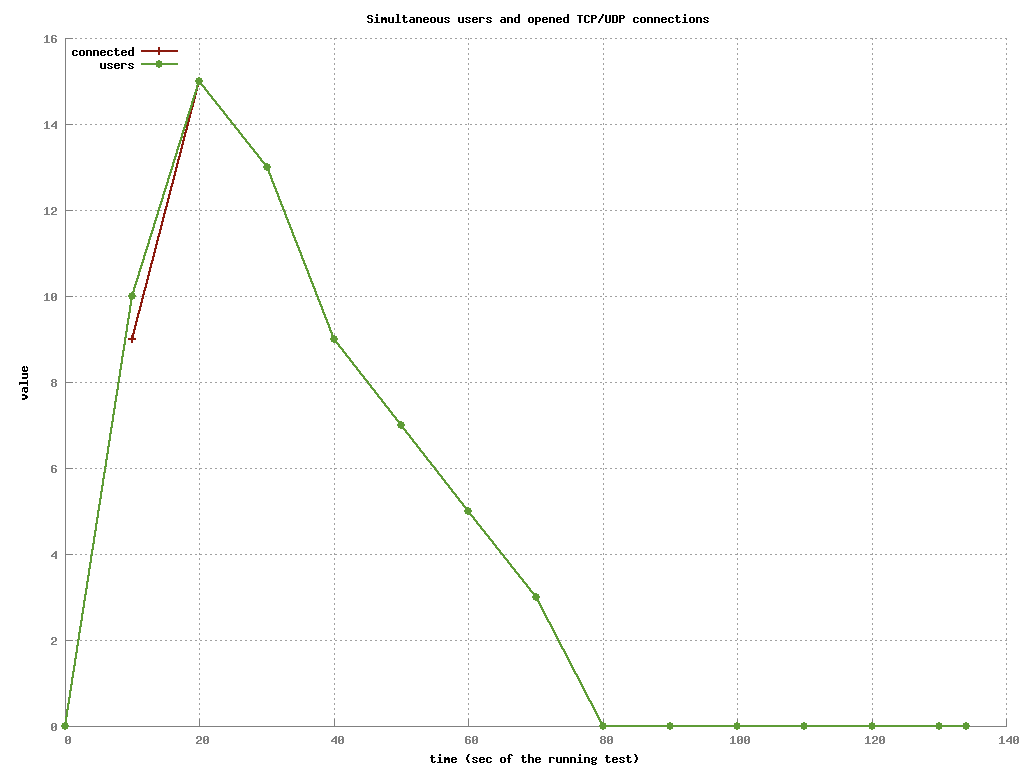 Simultaneous users and opened TCP/UDP connections
16
connected
users
14
12
10
8
value
6
4
2
0
0 20 40 60 80 100 120 140
time (sec of the running test)